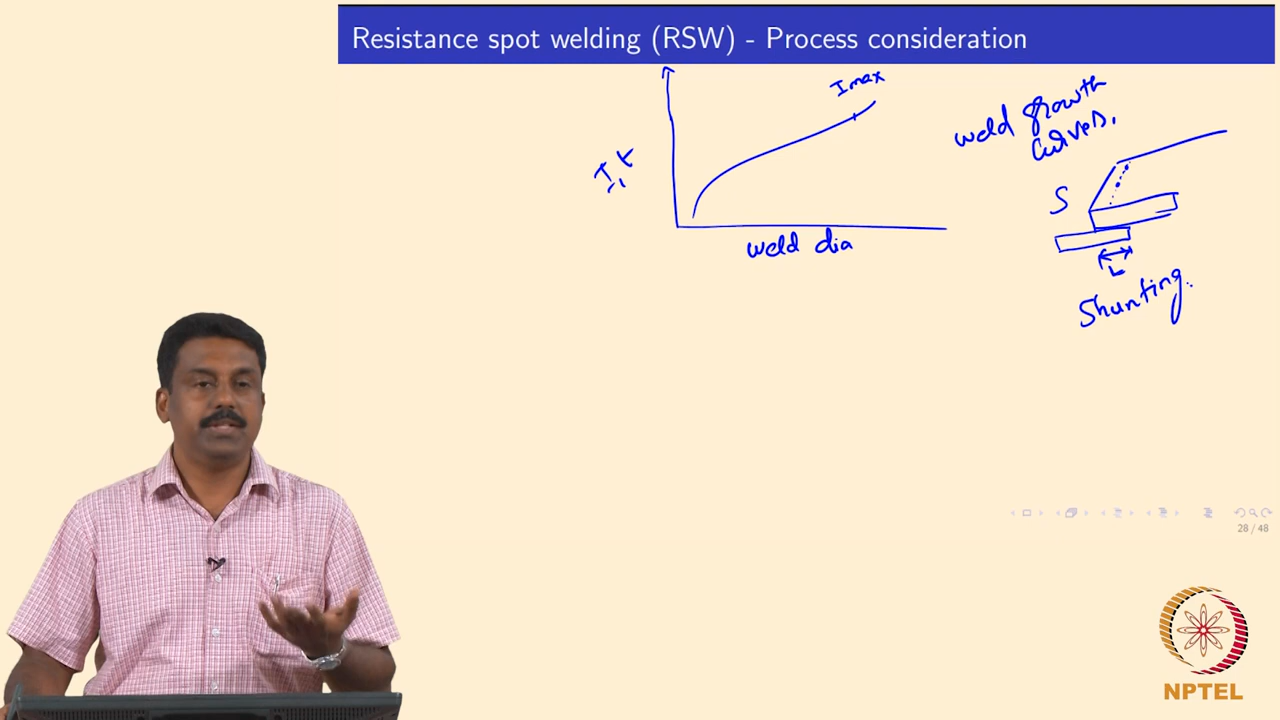 Resistance spot welding (RSW) - Process consideration
Imax
weld growth
curves.
I, t
S
weld dia
L
Shunting.
28 / 48
NPTEL